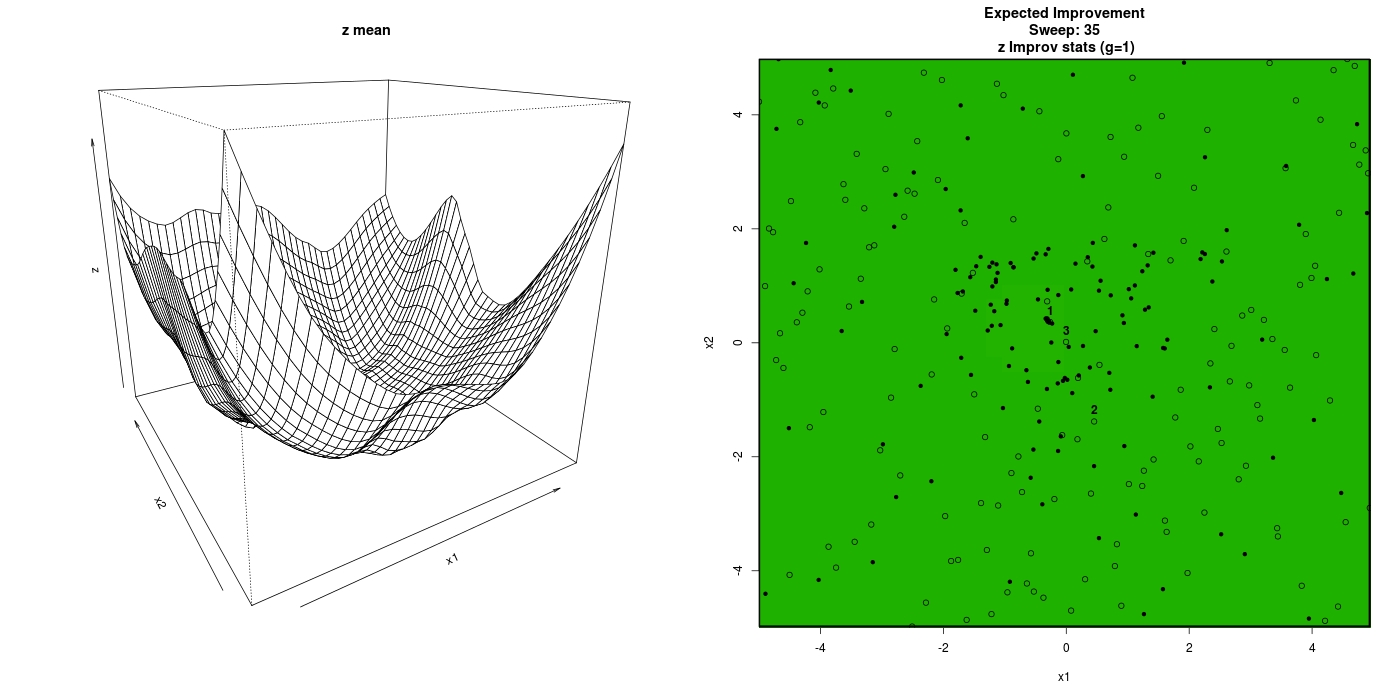 z mean
z
x2
x1
Expected Improvement
Sweep: 35
z Improv stats (g=1)
x2
4
2
0
-2
-4
1
3
2
-4
-2
0
2
4
x1